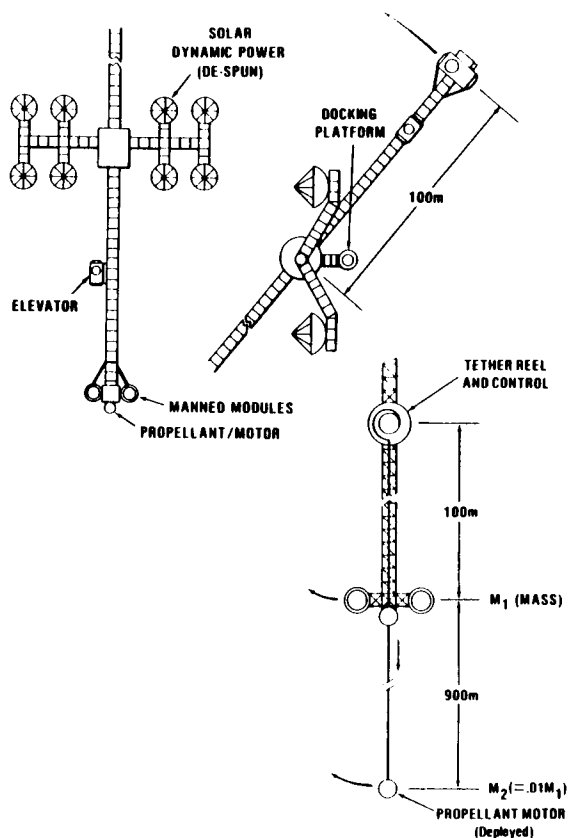 SOLAR
DYNAMIC POWER
(DE-SPUN)
DOCKING
PLATFORM
100m
ELEVATOR
MANNED MODULES
PROPELLANT/MOTOR
TETHER REEL
AND CONTROL
100m
M1 (MASS)
900m
M2 (=.01M1)
PROPELLANT MOTOR
(Deployed)